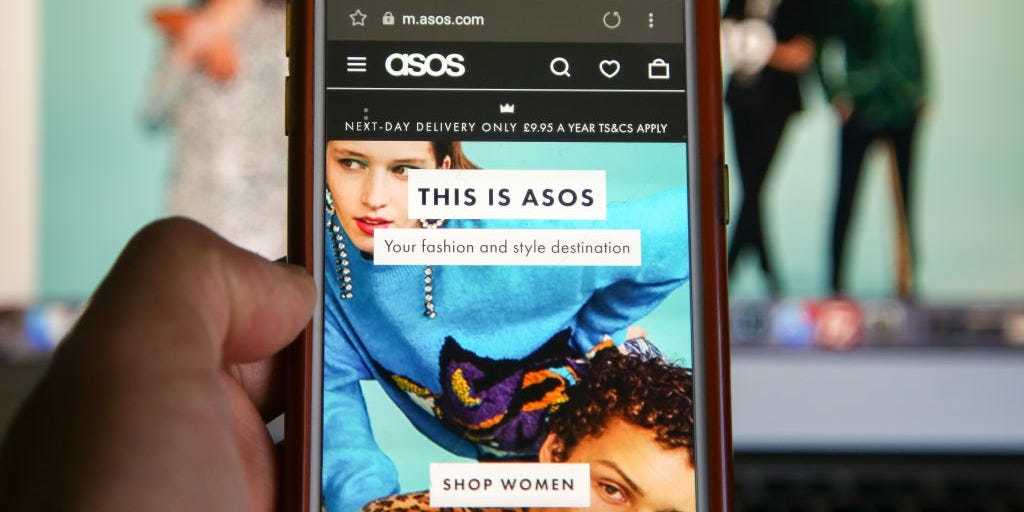 m.asos.com
asos
NEXT-DAY DELIVERY ONLY £9.95 A YEAR TS&CS APPLY
THIS IS ASOS
Your fashion and style destination
SHOP WOMEN